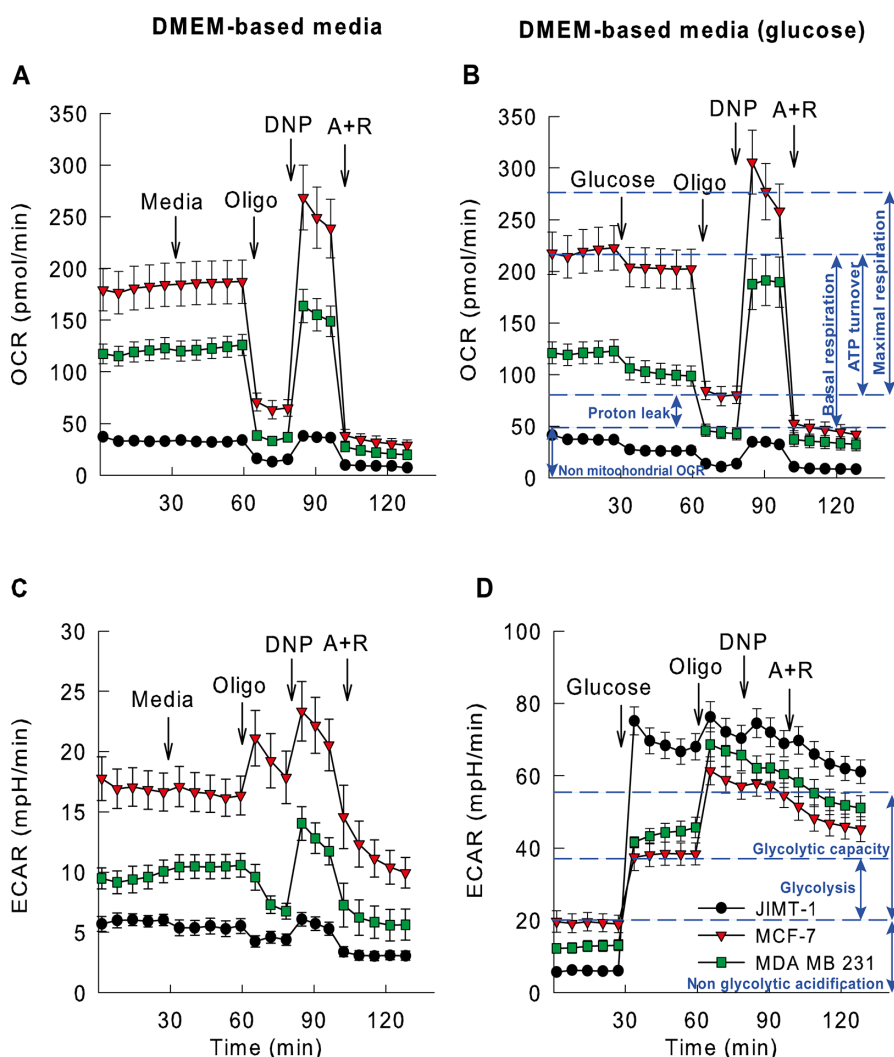 DMEM-based media
DMEM-based media (glucose)
A
350
300
250
200
150
100
50
0
30
60
90
120
OCR (pmol/min)
Media
Oligo
DNP
A+R
B
350
300
250
200
150
100
50
0
30
60
90
120
OCR (pmol/min)
Glucose
Oligo
DNP
A+R
Proton leak
Non mitochondrial OCR
Basal respiration
ATP turnover
Maximal respiration
C
30
25
20
15
10
5
0
30
60
90
120
ECAR (mpH/min)
Time (min)
Media
Oligo
DNP
A+R
D
100
80
60
40
20
0
30
60
90
120
ECAR (mpH/min)
Time (min)
Glucose
Oligo
DNP
A+R
Glycolytic capacity
Glycolysis
JIMT-1
MCF-7
MDA MB 231
Non glycolytic acidification